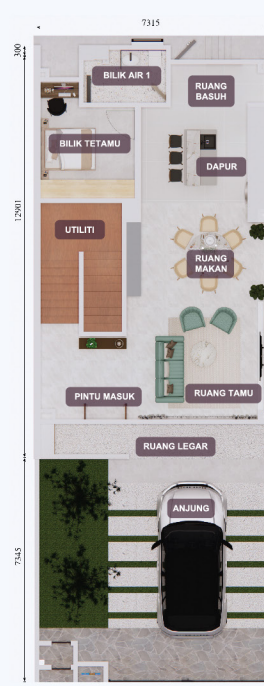 7315
300
BILIK AIR 1
RUANG
BASUH
BILIK TETAMU
DAPUR
12901
UTILITI
RUANG
MAKAN
PINTU MASUK
RUANG TAMU
RUANG LEGAR
ANJUNG
7345